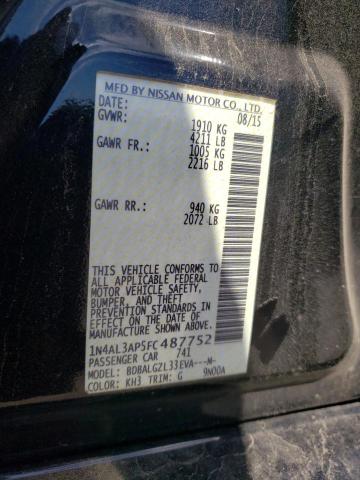 MFD BY NISSAN MOTOR CO., LTD.
DATE: 08/15
GVWR: 1910 KG
4211 LB
GAWR FR.: 1005 KG
2216 LB
GAWR RR.: 940 KG
2072 LB
THIS VEHICLE CONFORMS TO
ALL APPLICABLE FEDERAL
MOTOR VEHICLE SAFETY,
BUMPER, AND THEFT
PREVENTION STANDARDS IN
EFFECT ON THE DATE OF
MANUFACTURE SHOWN ABOVE.
1N4AL3AP5FC487752
PASSENGER CAR 74I
MODEL: BDBALGZL33EVA---M-
COLOR: KH3 TRIM: G 9N00A